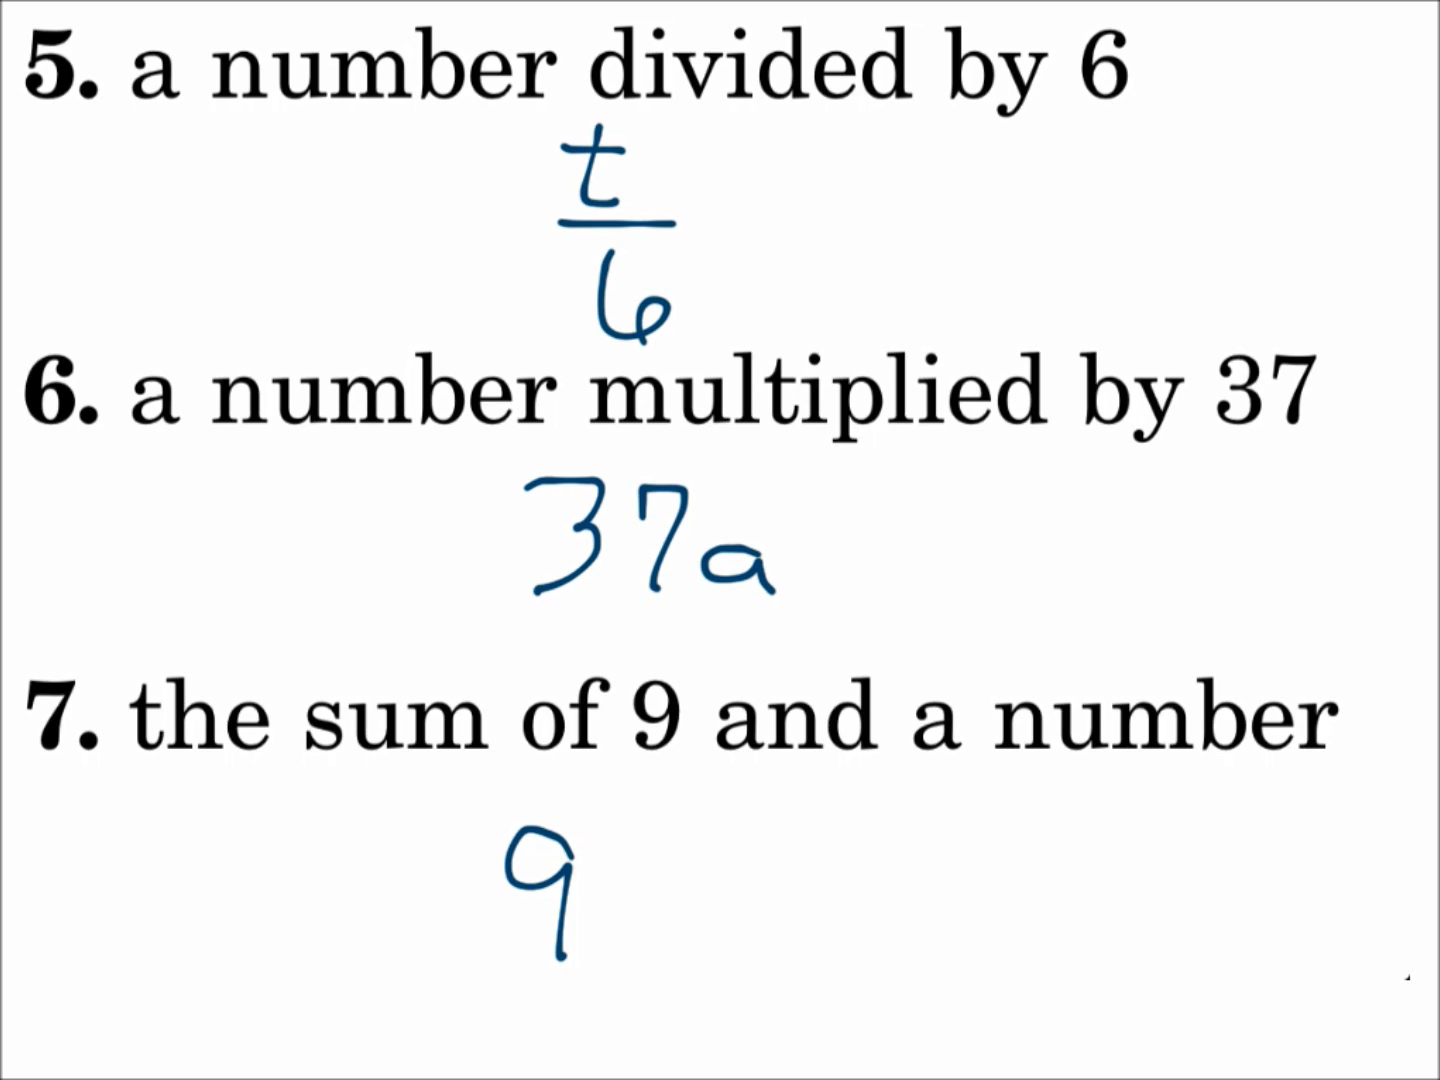 5. a number divided by 6
t
6
6. a number multiplied by 37
37a
7. the sum of 9 and a number
9